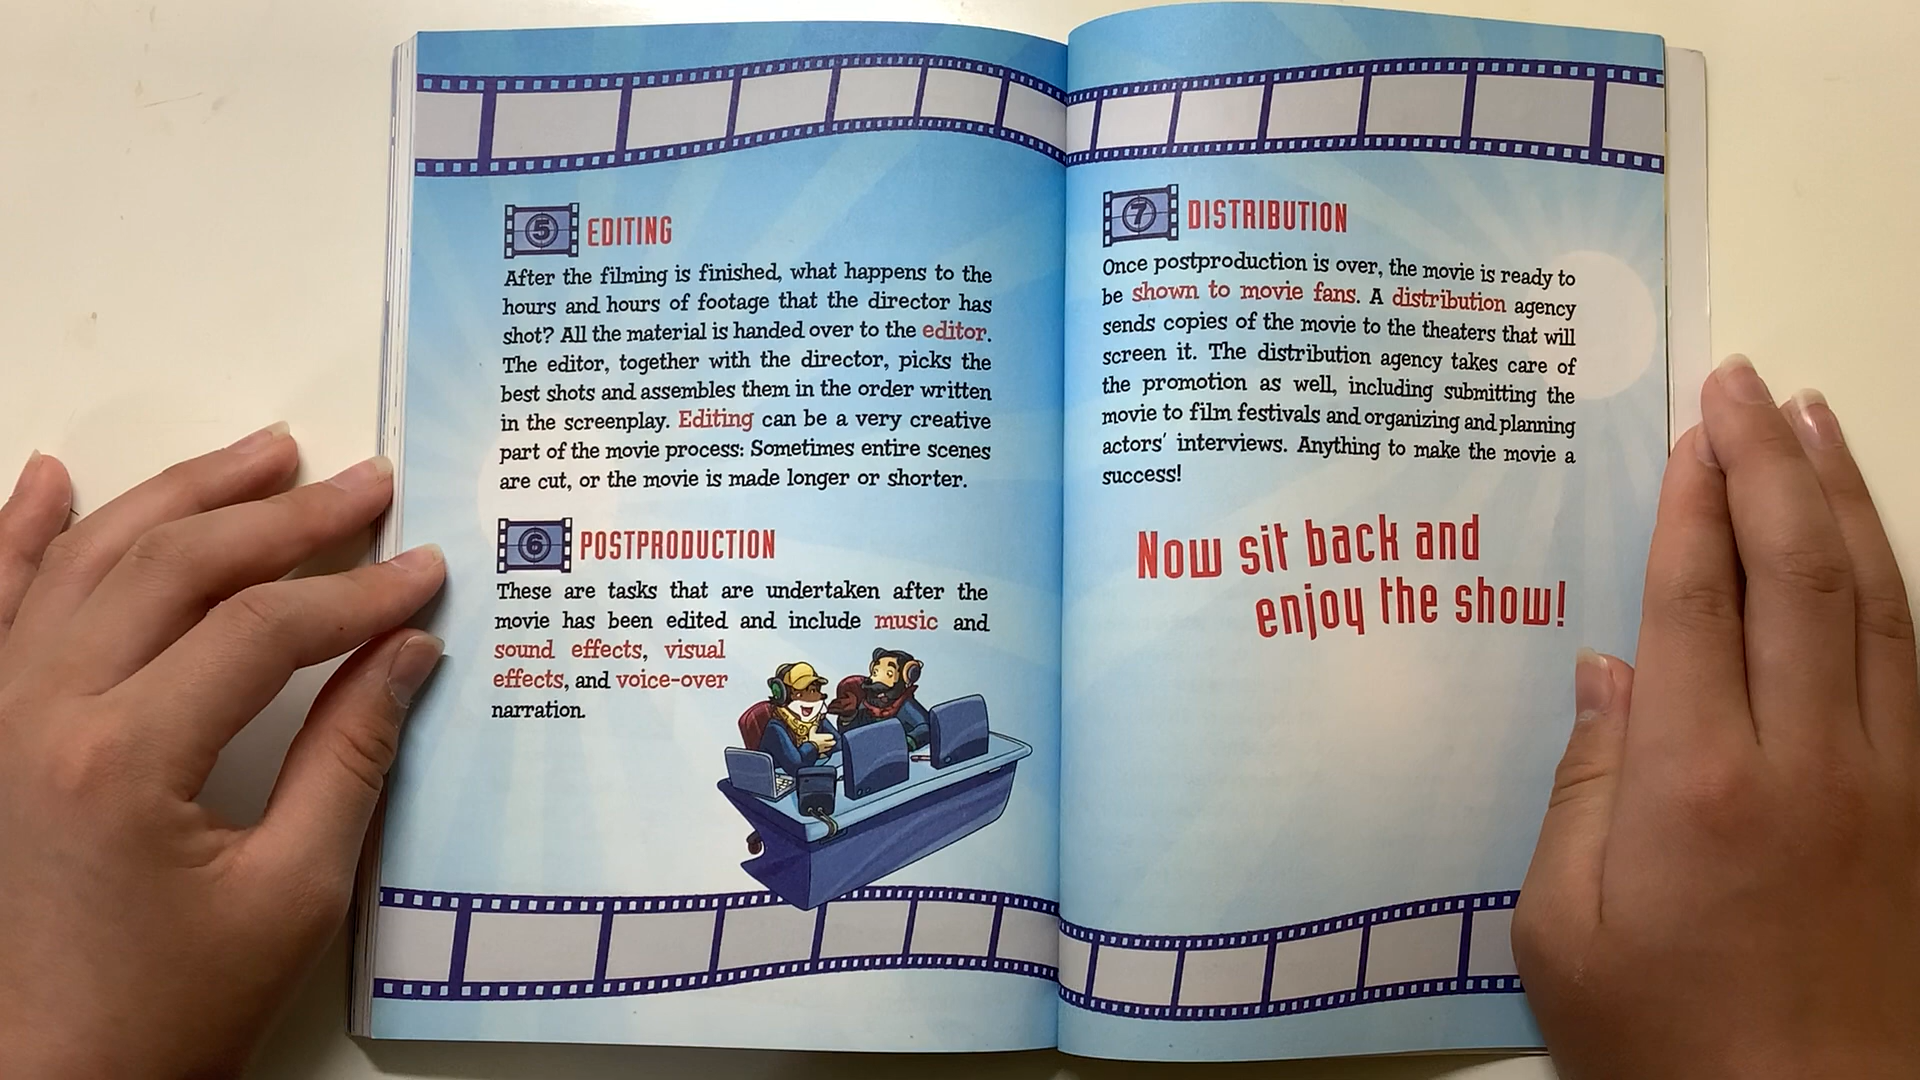 5 EDITING
After the filming is finished, what happens to the
hours and hours of footage that the director has
shot? All the material is handed over to the editor.
The editor, together with the director, picks the
best shots and assembles them in the order written
in the screenplay. Editing can be a very creative
part of the movie process: Sometimes entire scenes
are cut, or the movie is made longer or shorter.
6 POSTPRODUCTION
These are tasks that are undertaken after the
movie has been edited and include music and
sound effects, visual
effects, and voice-over
narration.
7 DISTRIBUTION
Once postproduction is over, the movie is ready to
be shown to movie fans. A distribution agency
sends copies of the movie to the theaters that will
screen it. The distribution agency takes care of
the promotion as well, including submitting the
movie to film festivals and organizing and planning
actors' interviews. Anything to make the movie a
success!
Now sit back and
enjoy the show!